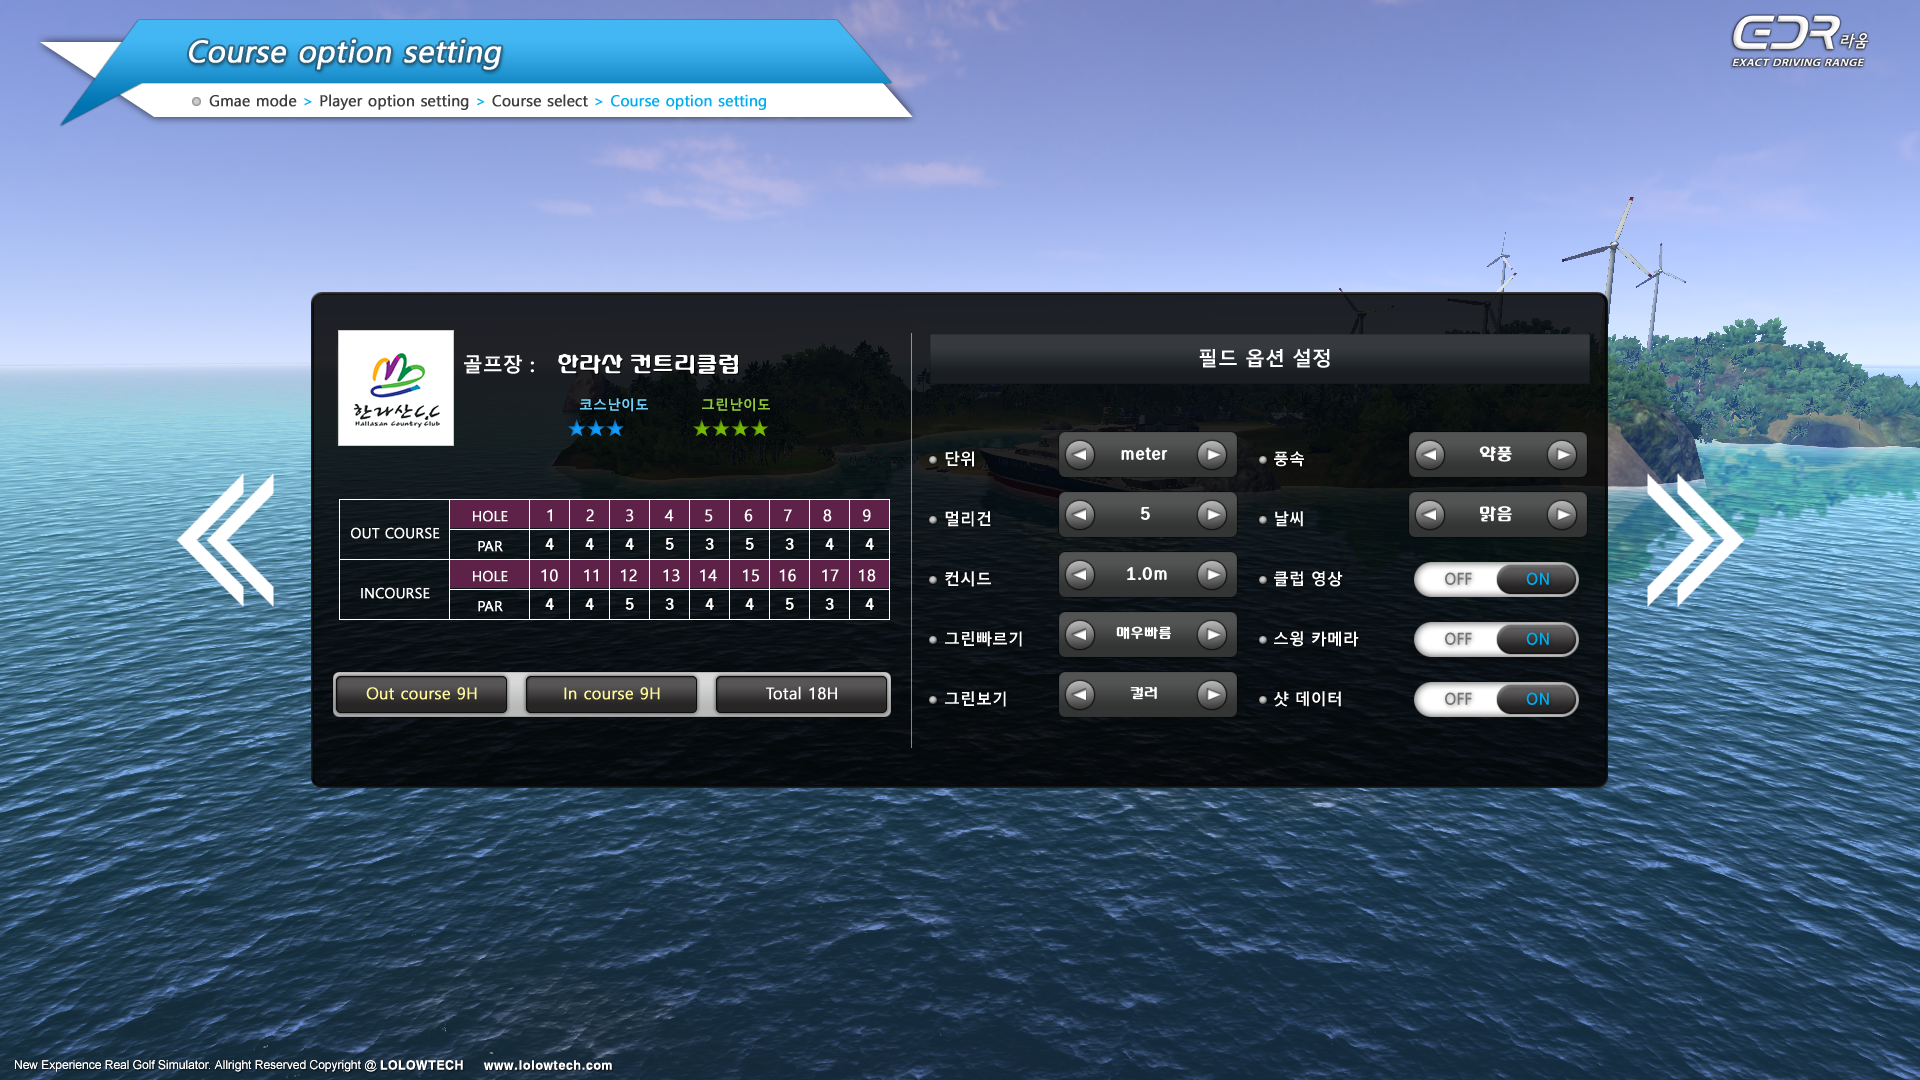 Course option setting
Gmae mode > Player option setting > Course select > Course option setting
GDR 라움
EXACT DRIVING RANGE
한라산C.C
Hallasan Country Club
골프장 : 한라산 컨트리클럽
코스난이도 그린난이도
OUT COURSE
HOLE 1 2 3 4 5 6 7 8 9
PAR 4 4 4 5 3 5 3 4 4
INCOURSE
HOLE 10 11 12 13 14 15 16 17 18
PAR 4 4 5 3 4 4 5 3 4
Out course 9H In course 9H Total 18H
필드 옵션 설정
단위 meter 풍속 약풍
멀리건 5 날씨 맑음
컨시드 1.0m 클럽 영상 OFF ON
그린빠르기 매우빠름 스윙 카메라 OFF ON
그린보기 컬러 샷 데이터 OFF ON
New Experience Real Golf Simulator. Allright Reserved Copyright @ LOLOWTECH www.lolowtech.com